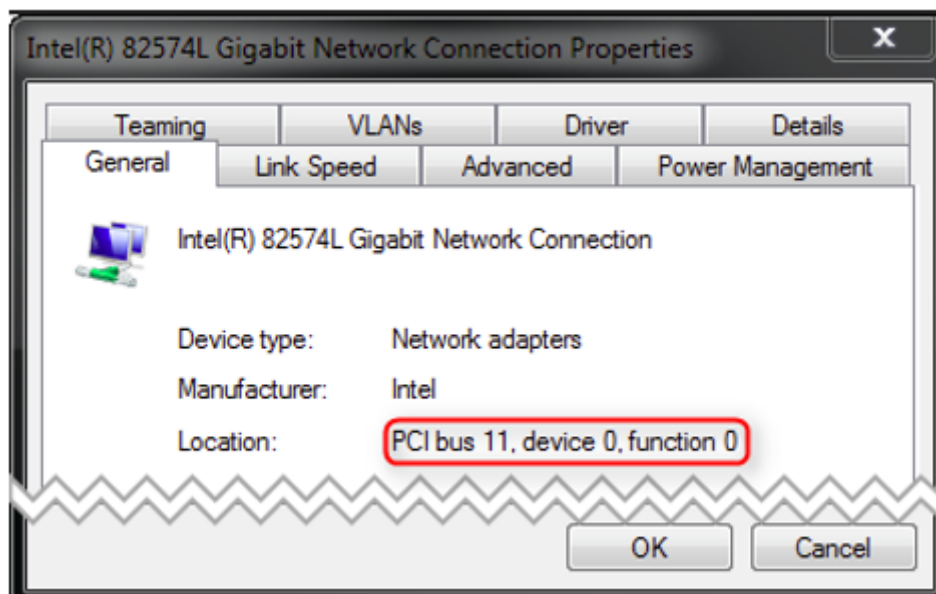 Intel(R) 82574L Gigabit Network Connection Properties
x
Teaming VLANs Driver Details
General Link Speed Advanced Power Management
Intel(R) 82574L Gigabit Network Connection
Device type: Network adapters
Manufacturer: Intel
Location: PCI bus 11, device 0, function 0
OK Cancel